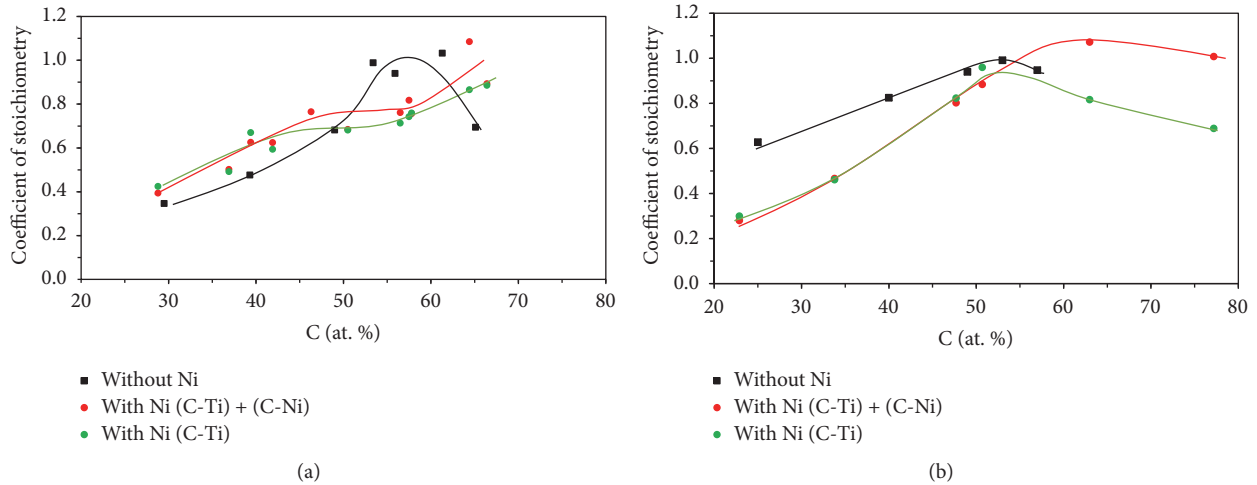 Coefficient of stoichiometry
1.2
1.0
0.8
0.6
0.4
0.2
0.0
20 30 40 50 60 70 80
C (at. %)
Without Ni
With Ni (C-Ti) + (C-Ni)
With Ni (C-Ti)
(a)
Coefficient of stoichiometry
1.2
1.0
0.8
0.6
0.4
0.2
0.0
20 30 40 50 60 70 80
C (at. %)
Without Ni
With Ni (C-Ti) + (C-Ni)
With Ni (C-Ti)
(b)